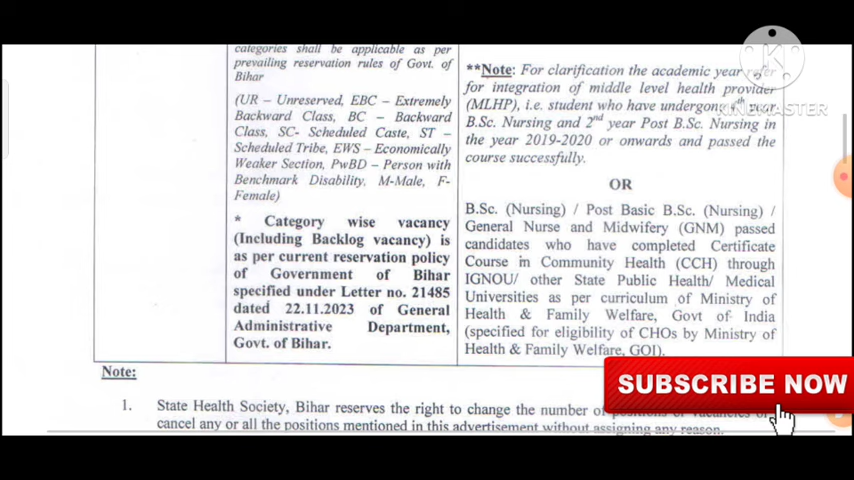 categories shall be applicable as per
prevailing reservation rules of Govt. of
Bihar
(UR – Unreserved, EBC – Extremely
Backward Class, BC – Backward
Class, SC- Scheduled Caste, ST –
Scheduled Tribe, EWS – Economically
Weaker Section, PwBD – Person with
Benchmark Disability, M-Male, F-
Female)
* Category wise vacancy
(Including Backlog vacancy) is
as per current reservation policy
of Government of Bihar
specified under Letter no. 21485
dated 22.11.2023 of General
Administrative Department,
Govt. of Bihar.
**Note: For clarification the academic year refer
for integration of middle level health provider
(MLHP), i.e. student who have undergone 4th year
B.Sc. Nursing and 2nd year Post B.Sc. Nursing in
the year 2019-2020 or onwards and passed the
course successfully.
OR
B.Sc. (Nursing) / Post Basic B.Sc. (Nursing) /
General Nurse and Midwifery (GNM) passed
candidates who have completed Certificate
Course in Community Health (CCH) through
IGNOU/ other State Public Health/ Medical
Universities as per curriculum of Ministry of
Health & Family Welfare, Govt of India
(specified for eligibility of CHOs by Ministry of
Health & Family Welfare, GOI).
Note:
1. State Health Society, Bihar reserves the right to change the number of positions or vacancies or
cancel any or all the positions mentioned in this advertisement without assigning any reason.
KINEMASTER
SUBSCRIBE NOW